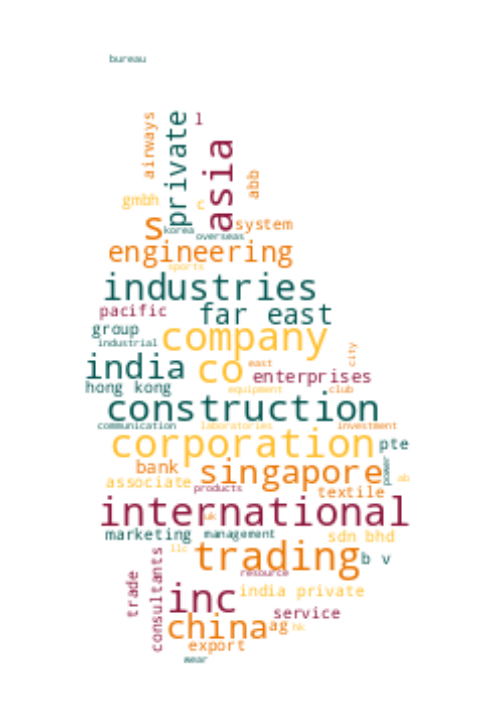 bureau
airways
private
l
asia
abb
gmbh
c
s
korea
overseas
system
engineering
sports
industries
pacific
far east
group
company
industrial
city
india
co
east
enterprises
hong kong
equipment
club
construction
communication
laboratories
investment
corporation
pte
bank
singapore
power
associate
products
textile
ab
international
uk
marketing
management
sdn bhd
llc
trading
b v
resource
trade
consultants
inc
india private
service
china
ag
hk
export
wear